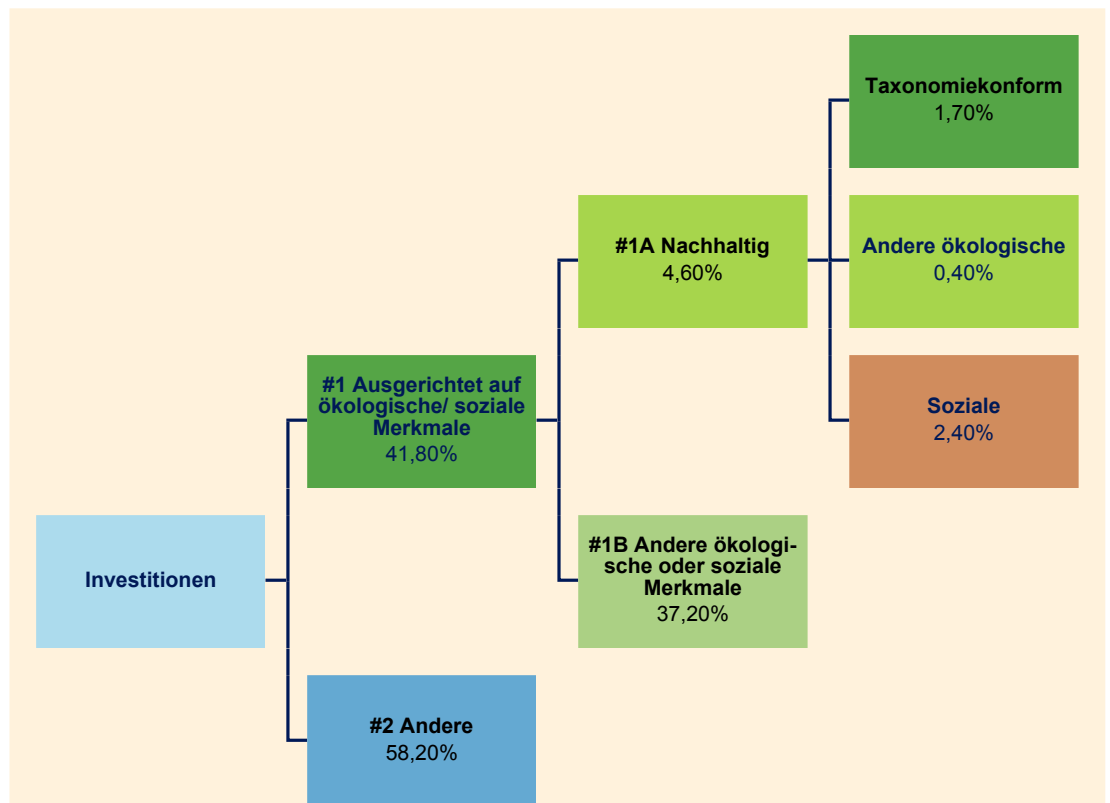 Taxonomiekonform
1,70%
#1A Nachhaltig
4,60%
Andere ökologische
0,40%
#1 Ausgerichtet auf
ökologische/ soziale
Merkmale
41,80%
Soziale
2,40%
Investitionen
#1B Andere ökologi-
sche oder soziale
Merkmale
37,20%
#2 Andere
58,20%